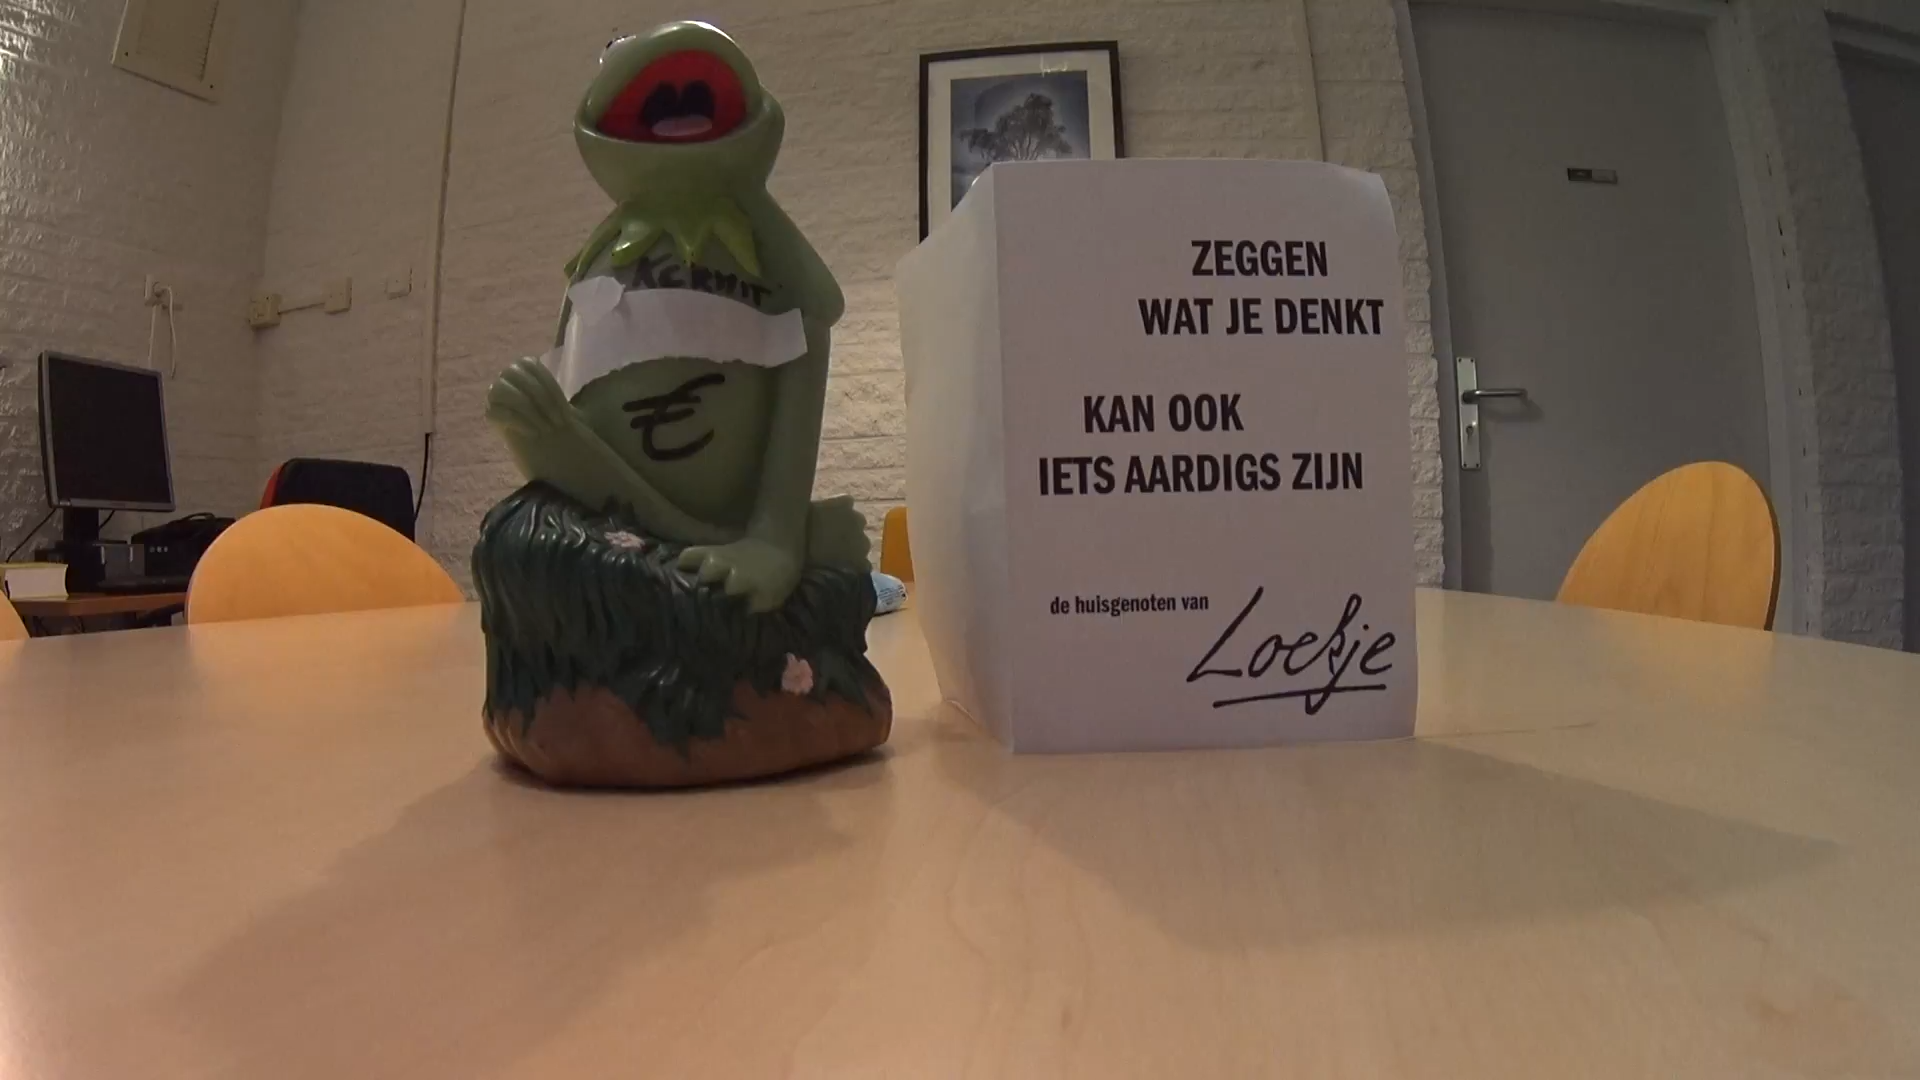 KERMIT
€
ZEGGEN
WAT JE DENKT
KAN OOK
IETS AARDIGS ZIJN
de huisgenoten van Loesje